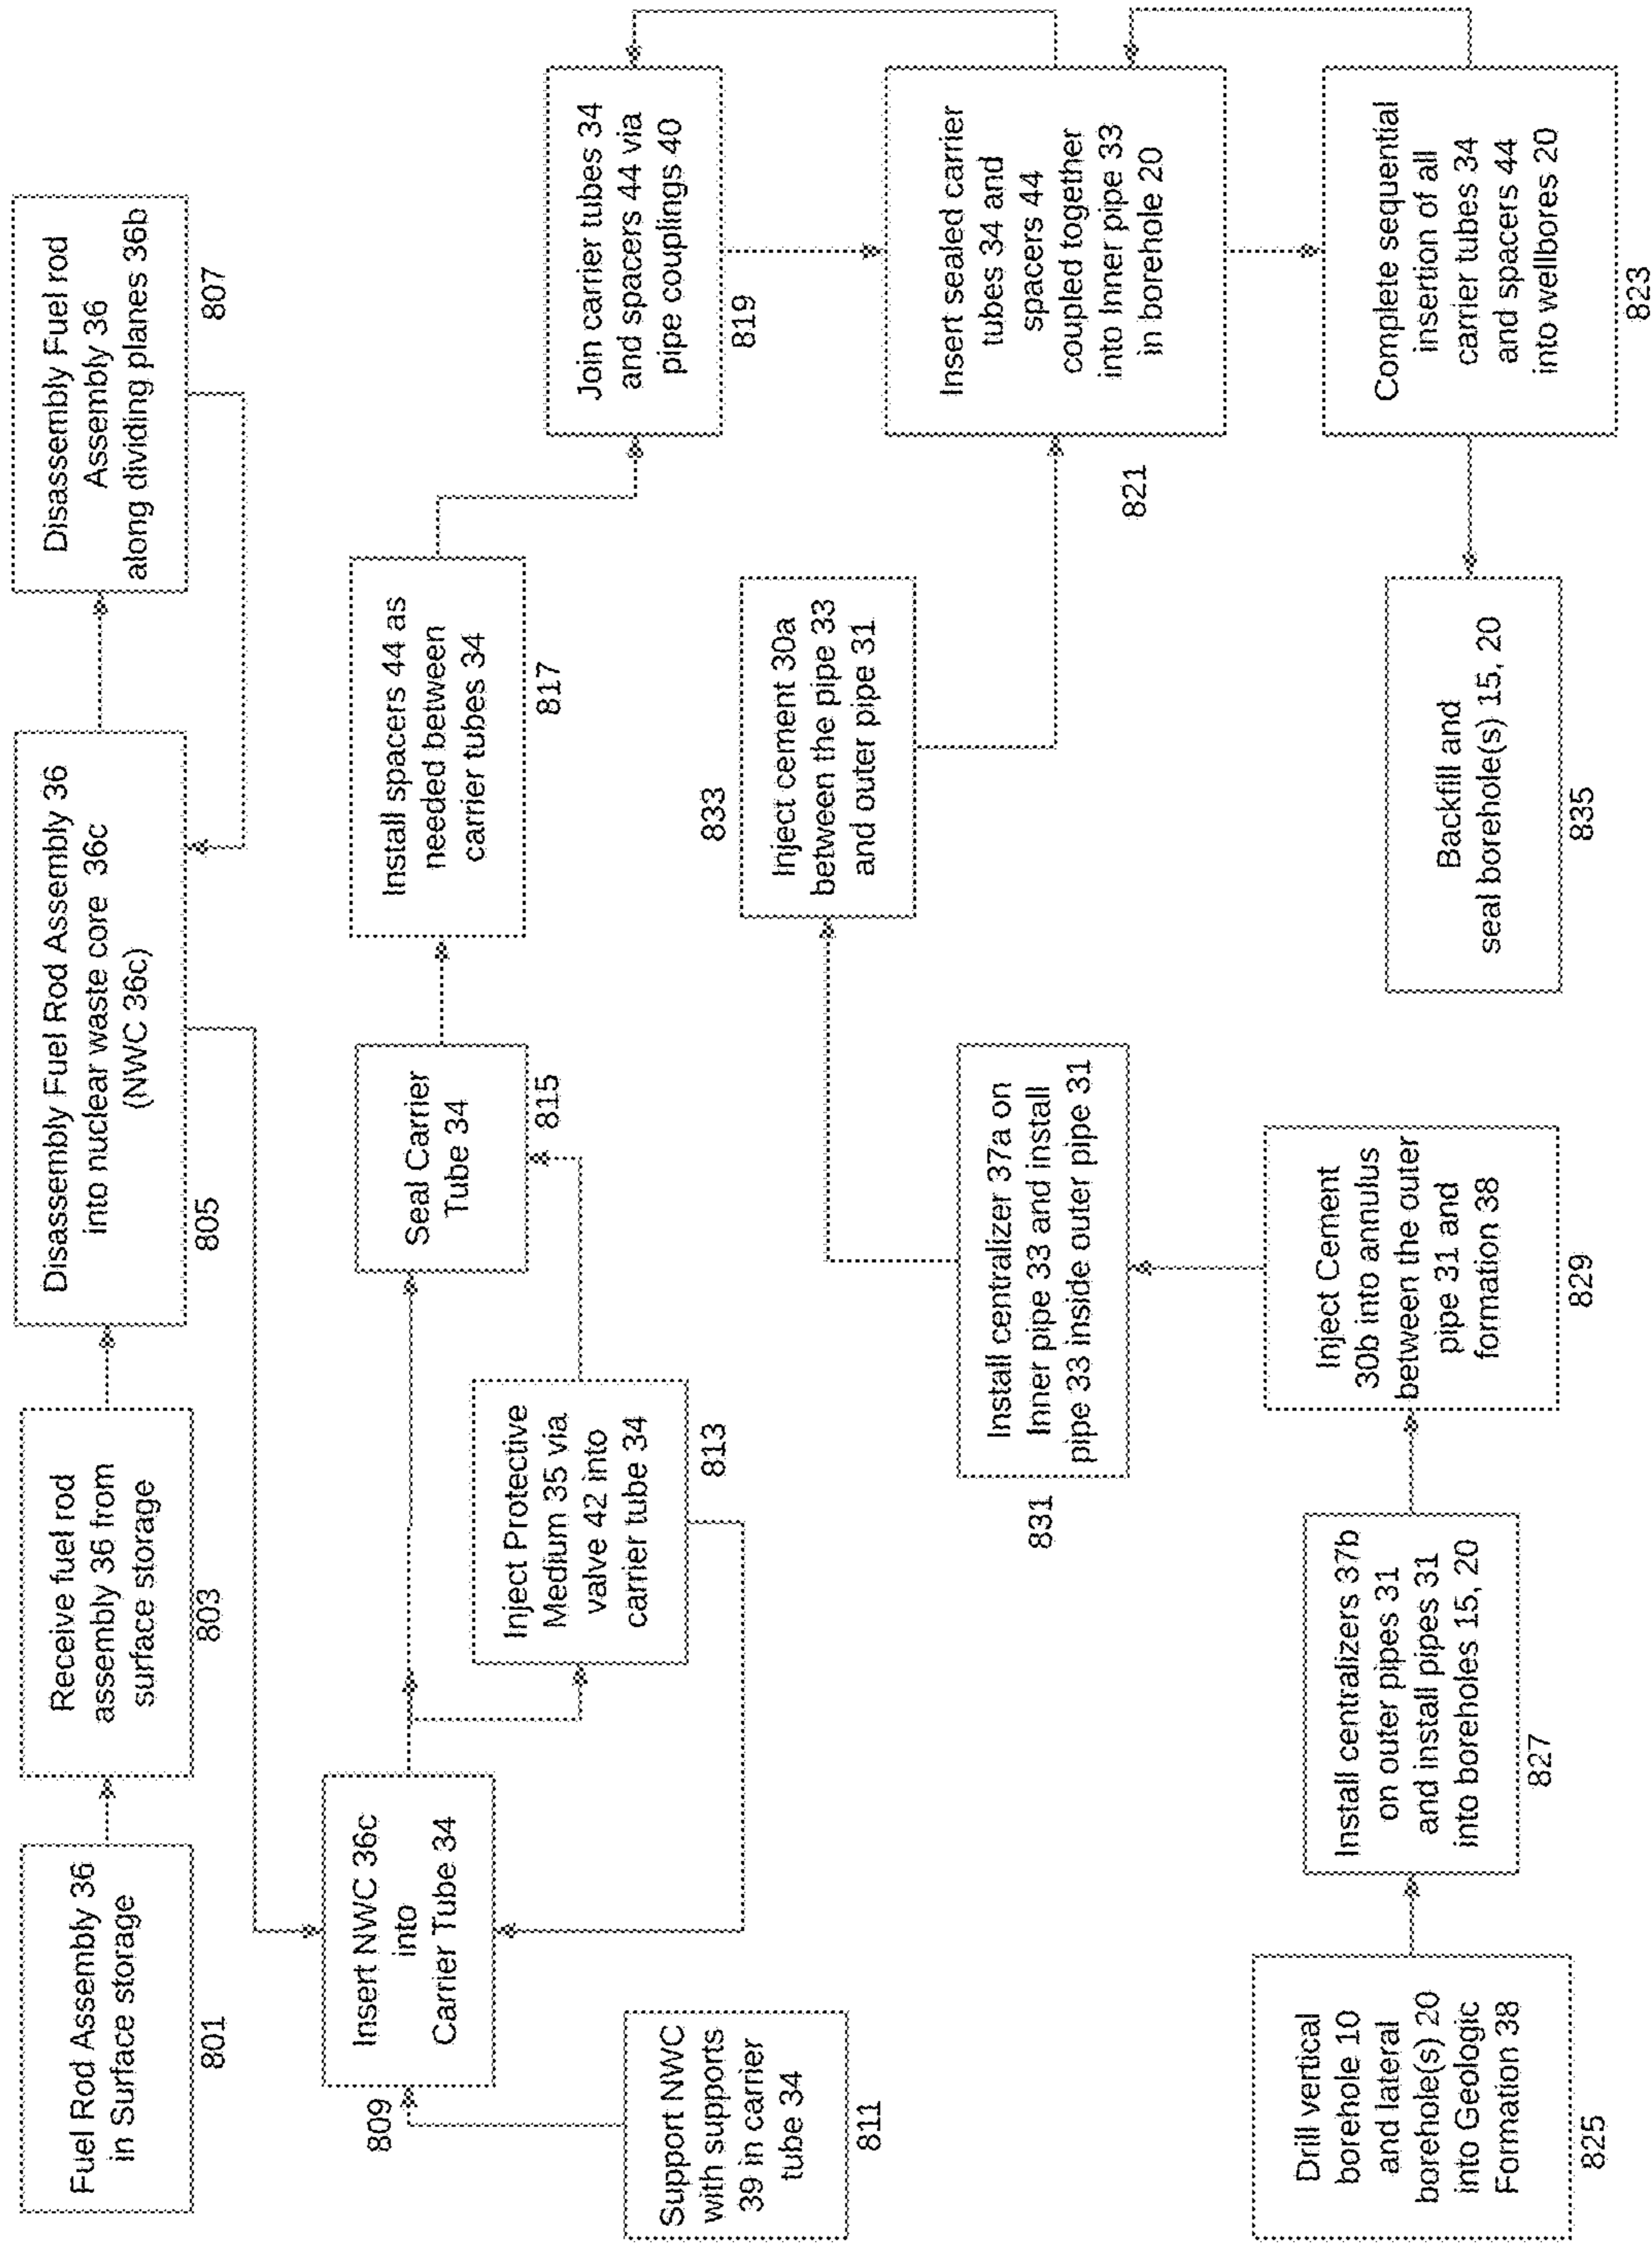 Fuel Rod Assembly 36
in Surface storage
801
Receive fuel rod
assembly 36 from
surface storage
803
Disassembly Fuel Rod Assembly 36
into nuclear waste core 36c
(NWC 36c)
805
Disassembly Fuel rod
Assembly 36
along dividing planes 36b
807
Insert NWC 36c
into
Carrier Tube 34
809
Support NWC
with supports
39 in carrier
tube 34
811
Inject Protective
Medium 35 via
valve 42 into
carrier tube 34
813
Seal Carrier
Tube 34
815
Install spacers 44 as
needed between
carrier tubes 34
817
Join carrier tubes 34
and spacers 44 via
pipe couplings 40
819
Insert sealed carrier
tubes 34 and
spacers 44
coupled together
into Inner pipe 33
in borehole 20
821
Complete sequential
insertion of all
carrier tubes 34
and spacers 44
into wellbores 20
823
Drill vertical
borehole 10
and lateral
borehole(s) 20
into Geologic
Formation 38
825
Install centralizers 37b
on outer pipes 31
and install pipes 31
into boreholes 15, 20
827
Inject Cement
30b into annulus
between the outer
pipe 31 and
formation 38
829
Install centralizer 37a on
Inner pipe 33 and install
pipe 33 inside outer pipe 31
831
Inject cement 30a
between the pipe 33
and outer pipe 31
833
Backfill and
seal borehole(s) 15, 20
835